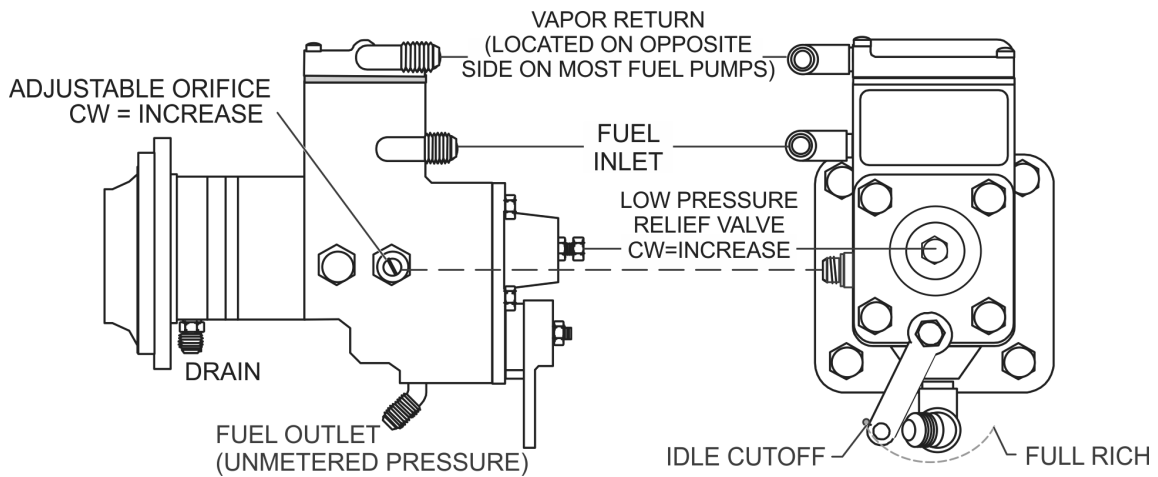 VAPOR RETURN
(LOCATED ON OPPOSITE
SIDE ON MOST FUEL PUMPS)
ADJUSTABLE ORIFICE
CW = INCREASE
FUEL
INLET
LOW PRESSURE
RELIEF VALVE
CW=INCREASE
DRAIN
FUEL OUTLET
(UNMETERED PRESSURE)
IDLE CUTOFF
FULL RICH